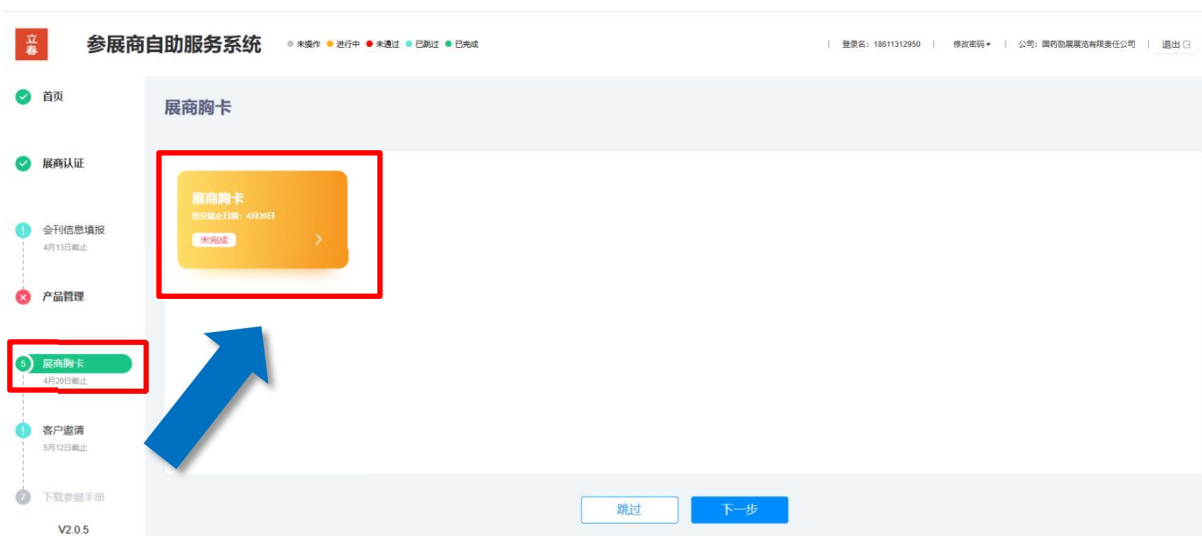 立春
参展商自助服务系统
未操作 进行中 未通过 已跳过 已完成
| 登录名：18611312950 | 修改密码 | 公司：国药励展展览有限责任公司 | 退出
首页
展商胸卡
展商认证
展商胸卡
提交截止日期：4月20日
未完成
会刊信息填报
4月13日截止
产品管理
5 展商胸卡
4月20日截止
客户邀请
5月12日截止
7 下载参展手册
跳过 下一步
V2.0.5